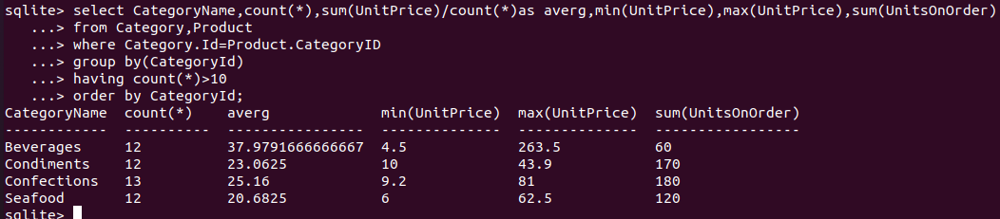 sqlite> select CategoryName,count(*),sum(UnitPrice)/count(*)as averg,min(UnitPrice),max(UnitPrice),sum(UnitsOnOrder)
   ...> from Category,Product
   ...> where Category.Id=Product.CategoryID
   ...> group by(CategoryId)
   ...> having count(*)>10
   ...> order by CategoryId;
CategoryName  count(*)    averg             min(UnitPrice)  max(UnitPrice)  sum(UnitsOnOrder)
------------  ----------  ----------------  --------------  --------------  -----------------
Beverages     12          37.9791666666667  4.5             263.5           60
Condiments    12          23.0625           10              43.9            170
Confections   13          25.16             9.2             81              180
Seafood       12          20.6825           6               62.5            120
sqlite>